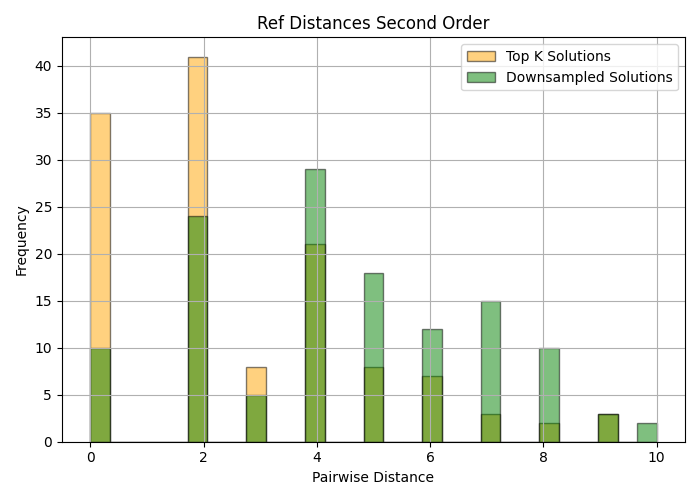 Ref Distances Second Order
Top K Solutions
Downsampled Solutions
Frequency
40
35
30
25
20
15
10
5
0
0 2 4 6 8 10
Pairwise Distance